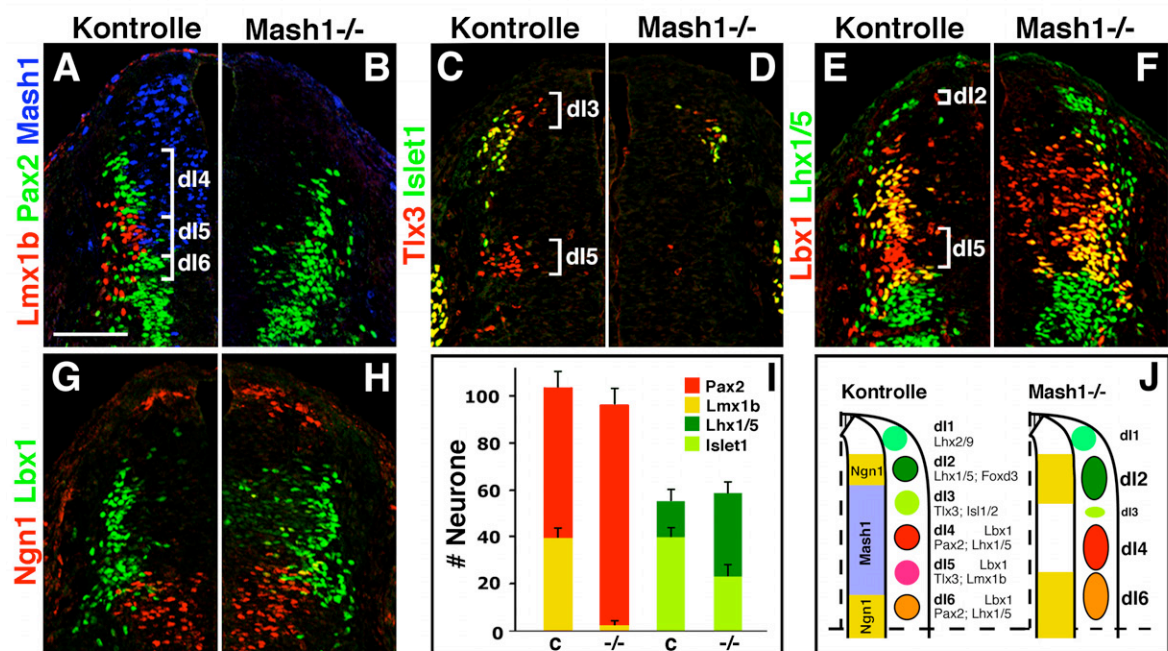 Kontrolle Mash1-/- Kontrolle Mash1-/- Kontrolle Mash1-/-
Lmx1b Pax2 Mash1
A B
dI4
dI5
dI6
Tlx3 Islet1
C D
dI3
dI5
Lbx1 Lhx1/5
E F
dI2
dI5
Ngn1 Lbx1
G H
I
# Neurone
100
80
60
40
20
0
Pax2
Lmx1b
Lhx1/5
Islet1
C -/- C -/-
J
Kontrolle Mash1-/-
Ngn1
Mash1
Ngn1
dI1
Lhx2/9
dI2
Lhx1/5; Foxd3
dI3
Tlx3; Isl1/2
dI4 Lbx1
Pax2; Lhx1/5
dI5 Lbx1
Tlx3; Lmx1b
dI6 Lbx1
Pax2; Lhx1/5
dI1
dI2
dI3
dI4
dI6